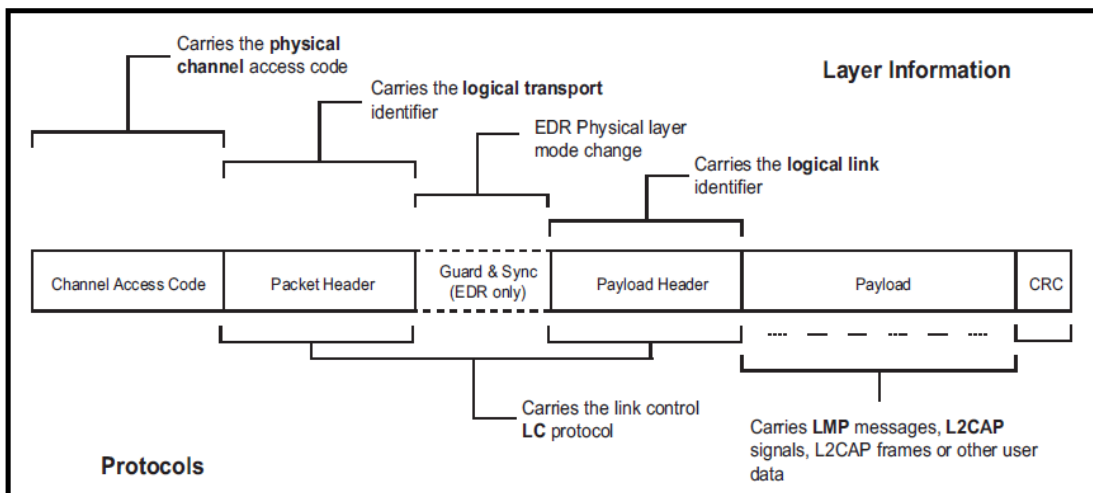 Carries the physical
channel access code
Layer Information
Carries the logical transport
identifier
EDR Physical layer
mode change
Carries the logical link
identifier
Channel Access Code
Packet Header
Guard & Sync
(EDR only)
Payload Header
Payload
CRC
Carries the link control
LC protocol
Carries LMP messages, L2CAP
signals, L2CAP frames or other user
data
Protocols